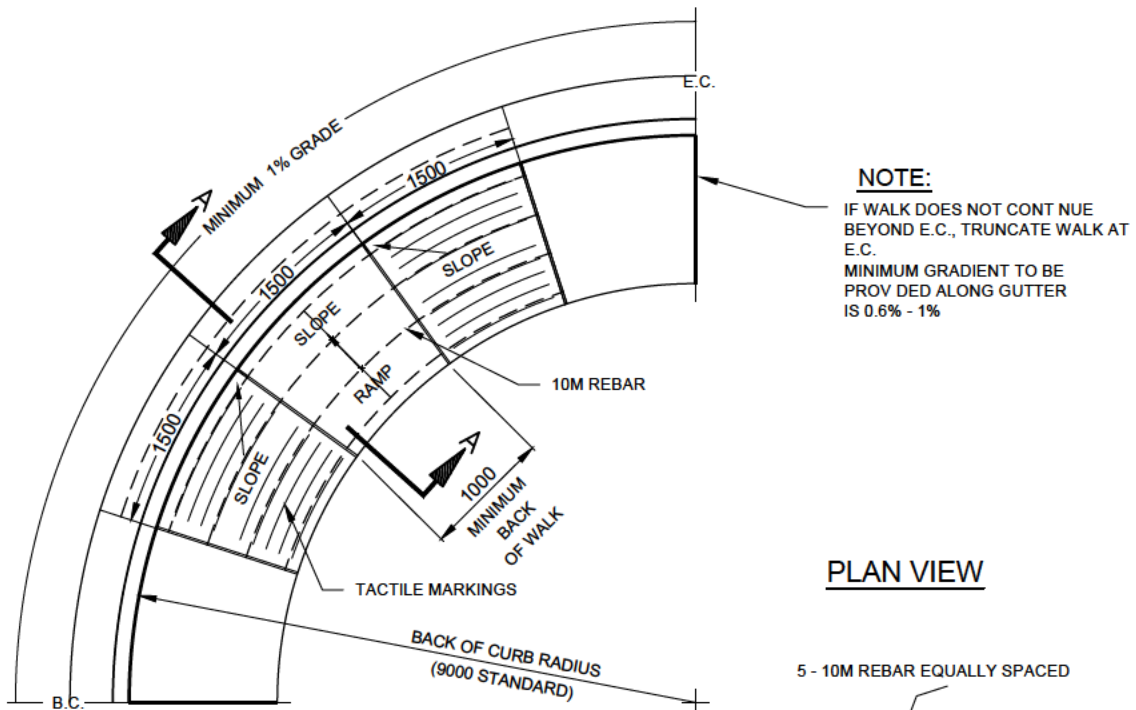 E.C.
MINIMUM 1% GRADE
1500
A
SLOPE
1500
SLOPE
RAMP
1500
SLOPE
A
1000
MINIMUM
BACK
OF WALK
10M REBAR
NOTE:
IF WALK DOES NOT CONT NUE
BEYOND E.C., TRUNCATE WALK AT
E.C.
MINIMUM GRADIENT TO BE
PROV DED ALONG GUTTER
IS 0.6% - 1%
TACTILE MARKINGS
PLAN VIEW
BACK OF CURB RADIUS
(9000 STANDARD)
5 - 10M REBAR EQUALLY SPACED
B.C.